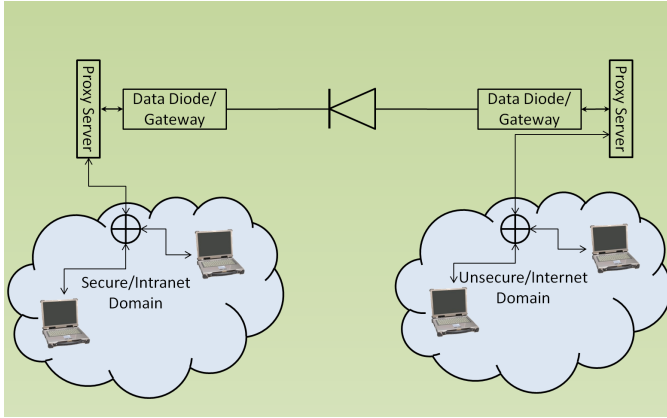 Proxy Server
Data Diode/
Gateway
Data Diode/
Gateway
Proxy Server
Secure/Intranet
Domain
Unsecure/Internet
Domain